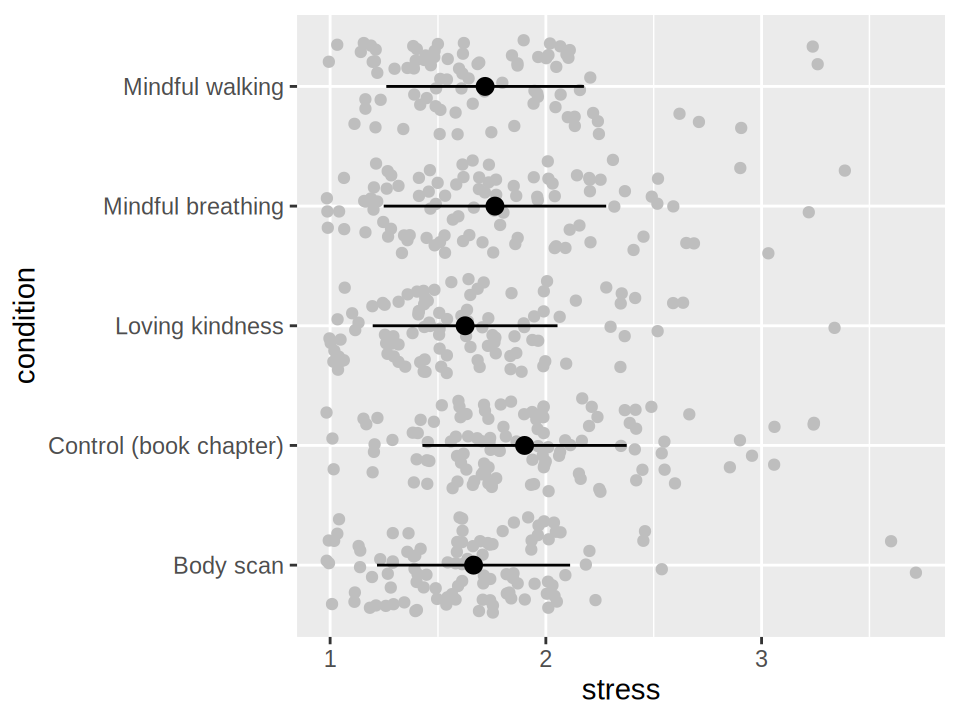 Mindful walking
Mindful breathing
Loving kindness
Control (book chapter)
Body scan
condition
1 2 3
stress